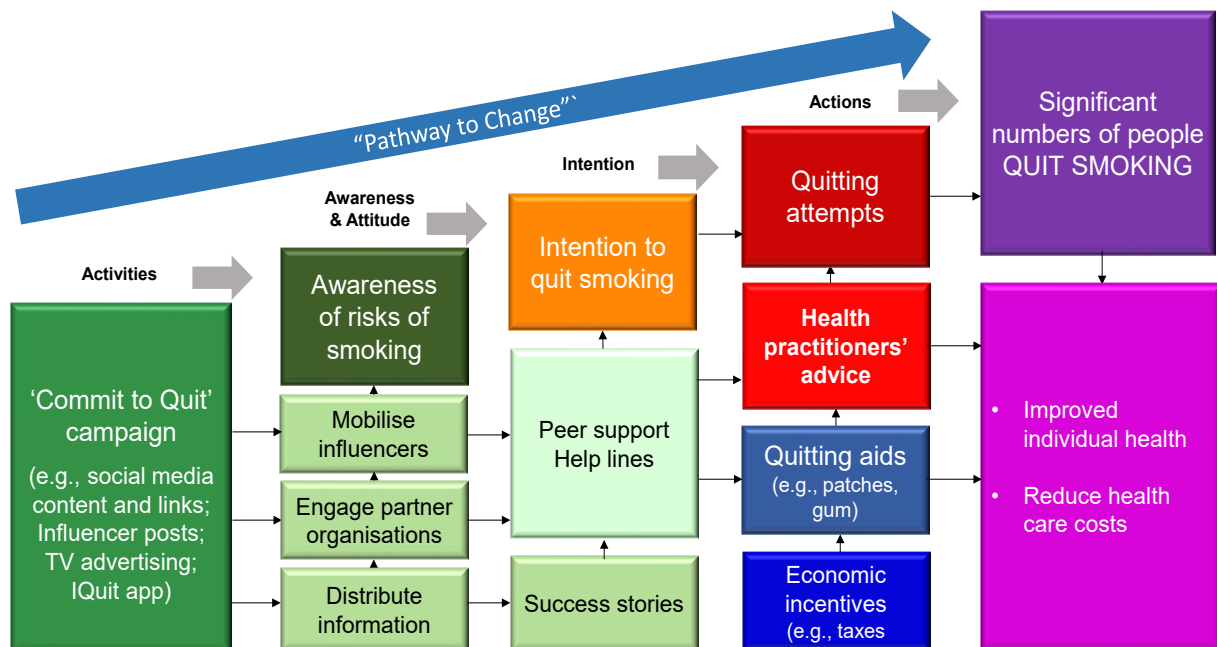 “Pathway to Change”`
Activities
Awareness
& Attitude
Intention
Actions
‘Commit to Quit’
campaign
(e.g., social media
content and links;
Influencer posts;
TV advertising;
IQuit app)
Awareness
of risks of
smoking
Mobilise
influencers
Engage partner
organisations
Distribute
information
Intention to
quit smoking
Peer support
Help lines
Success stories
Quitting
attempts
Health
practitioners’
advice
Quitting aids
(e.g., patches,
gum)
Economic
incentives
(e.g., taxes
Significant
numbers of people
QUIT SMOKING
• Improved
individual health
• Reduce health
care costs